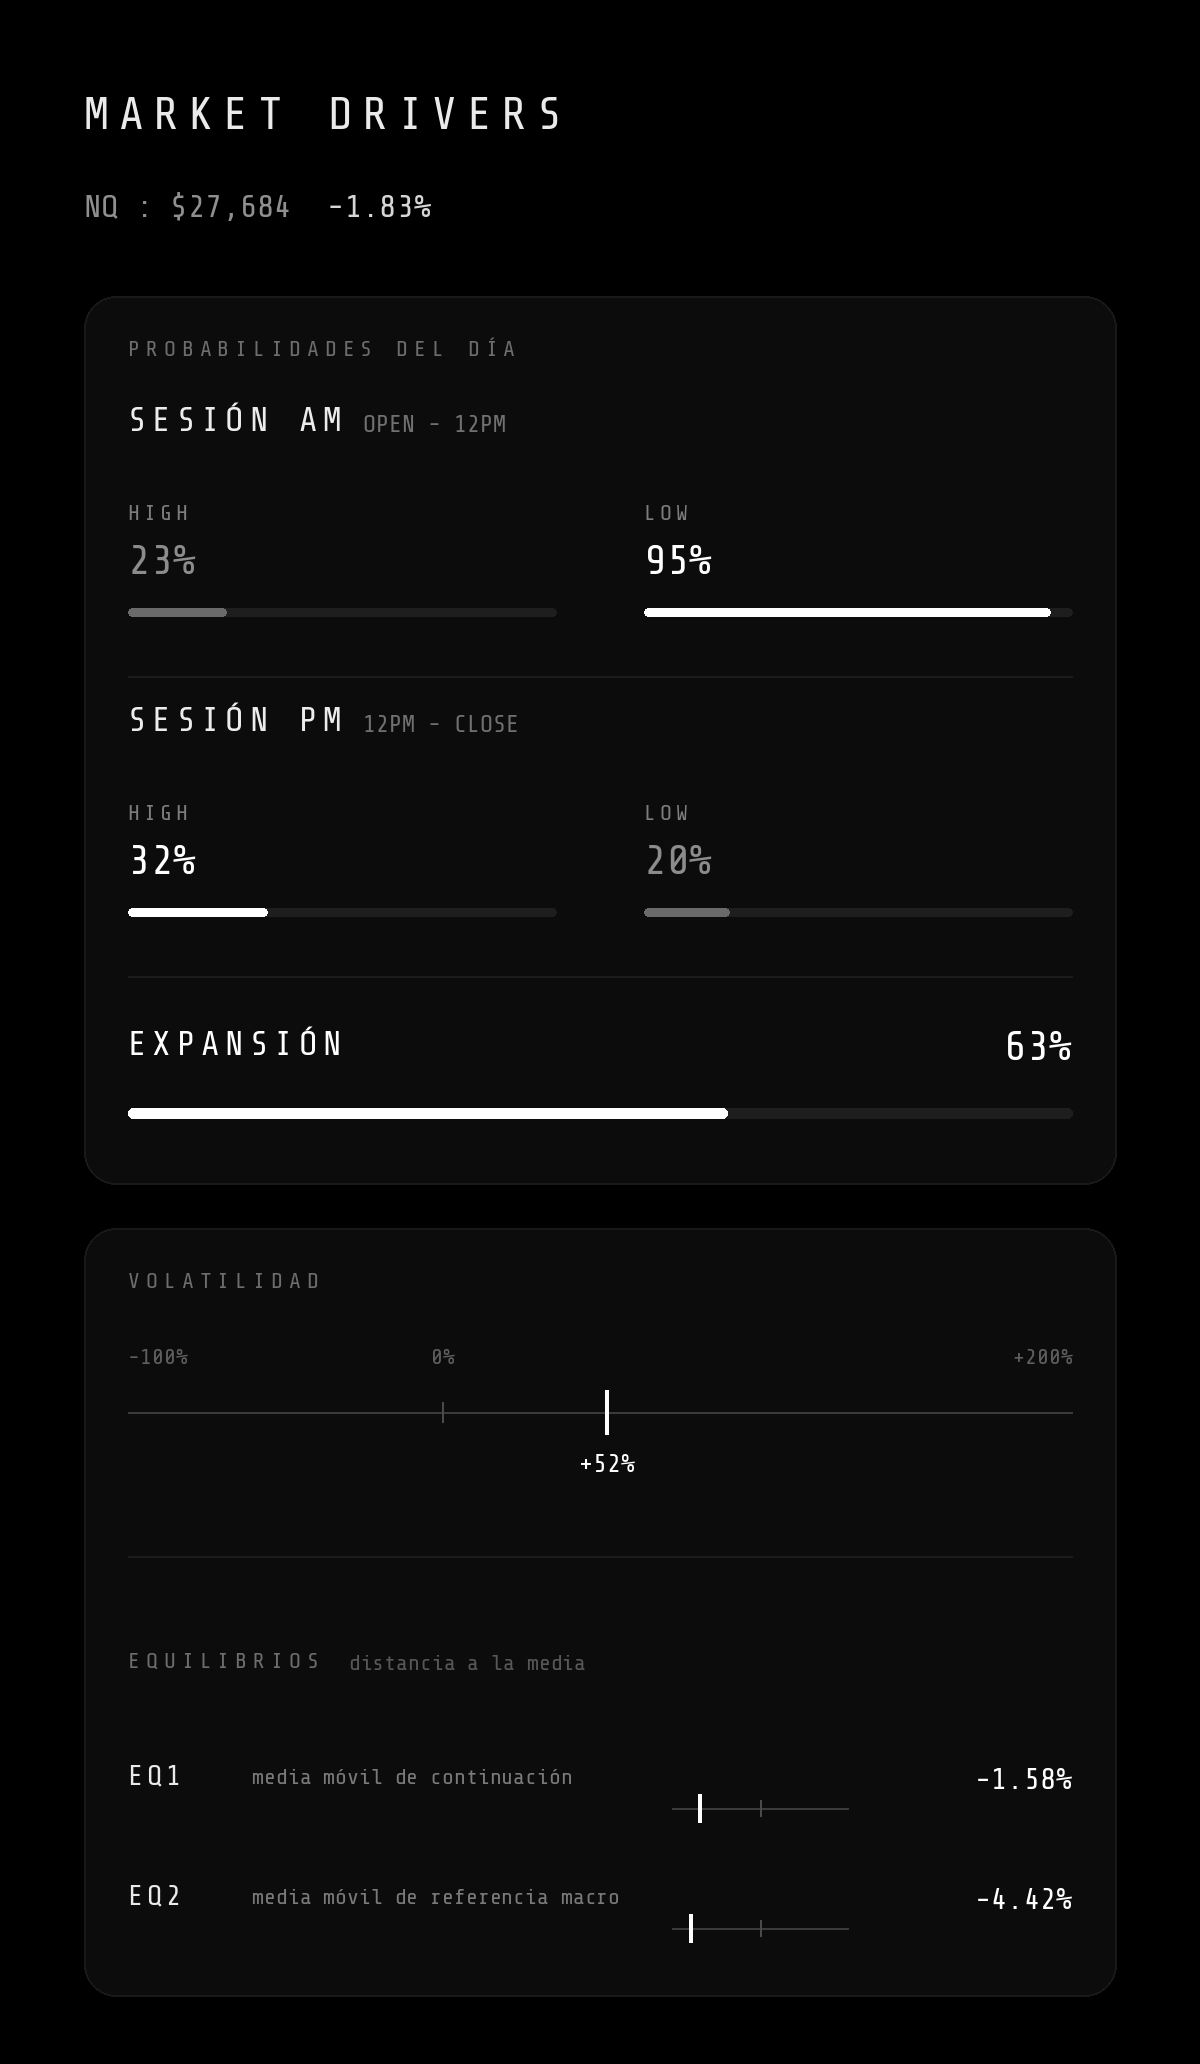 MARKET DRIVERS
NQ : $27,684 -1.83%
PROBABILIDADES DEL DÍA
SESIÓN AM OPEN - 12PM
HIGH LOW
23% 95%
SESIÓN PM 12PM - CLOSE
HIGH LOW
32% 20%
EXPANSIÓN 63%
VOLATILIDAD
-100% 0% +200%
+52%
EQUILIBRIOS distancia a la media
EQ1 media móvil de continuación -1.58%
EQ2 media móvil de referencia macro -4.42%